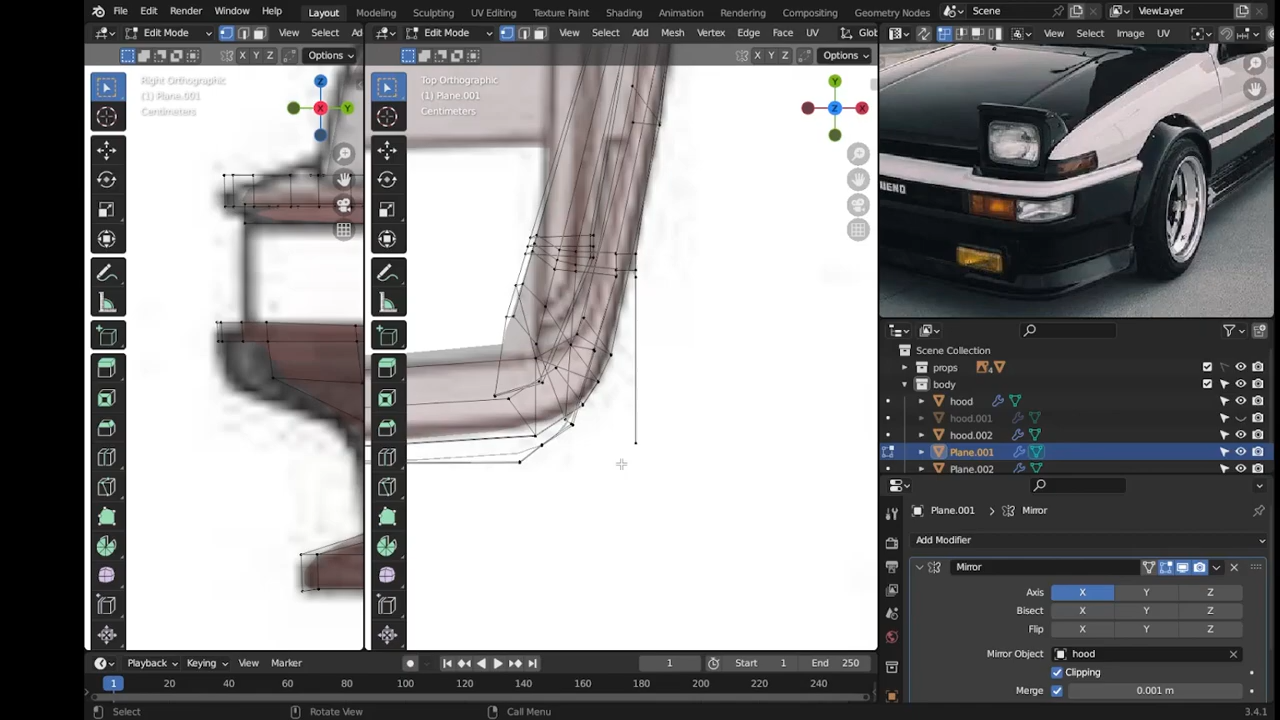 File Edit Render Window Help Layout Modeling Sculpting UV Editing Texture Paint Shading Animation Rendering Compositing Geometry Nodes Scene ViewLayer
Edit Mode View Select Ad Edit Mode View Select Add Mesh Vertex Edge Face UV Glob View Select Image UV
X Y Z Options X Y Z Options
Right Orthographic
(1) Plane.001
Centimeters
Z
X
Y
Top Orthographic
(1) Plane.001
Centimeters
Y
Z
X
Scene Collection
props 4
body
hood
hood.001
hood.002
Plane.001
Plane.002
Plane.001 > Mirror
Add Modifier
Mirror
Axis X Y Z
Bisect X Y Z
Flip X Y Z
Mirror Object hood
Clipping
Merge 0.001 m
Playback Keying View Marker 1 Start 1 End 250
1 20 40 60 80 100 120 140 160 180 200 220 240
Select Rotate View Call Menu 3.4.1